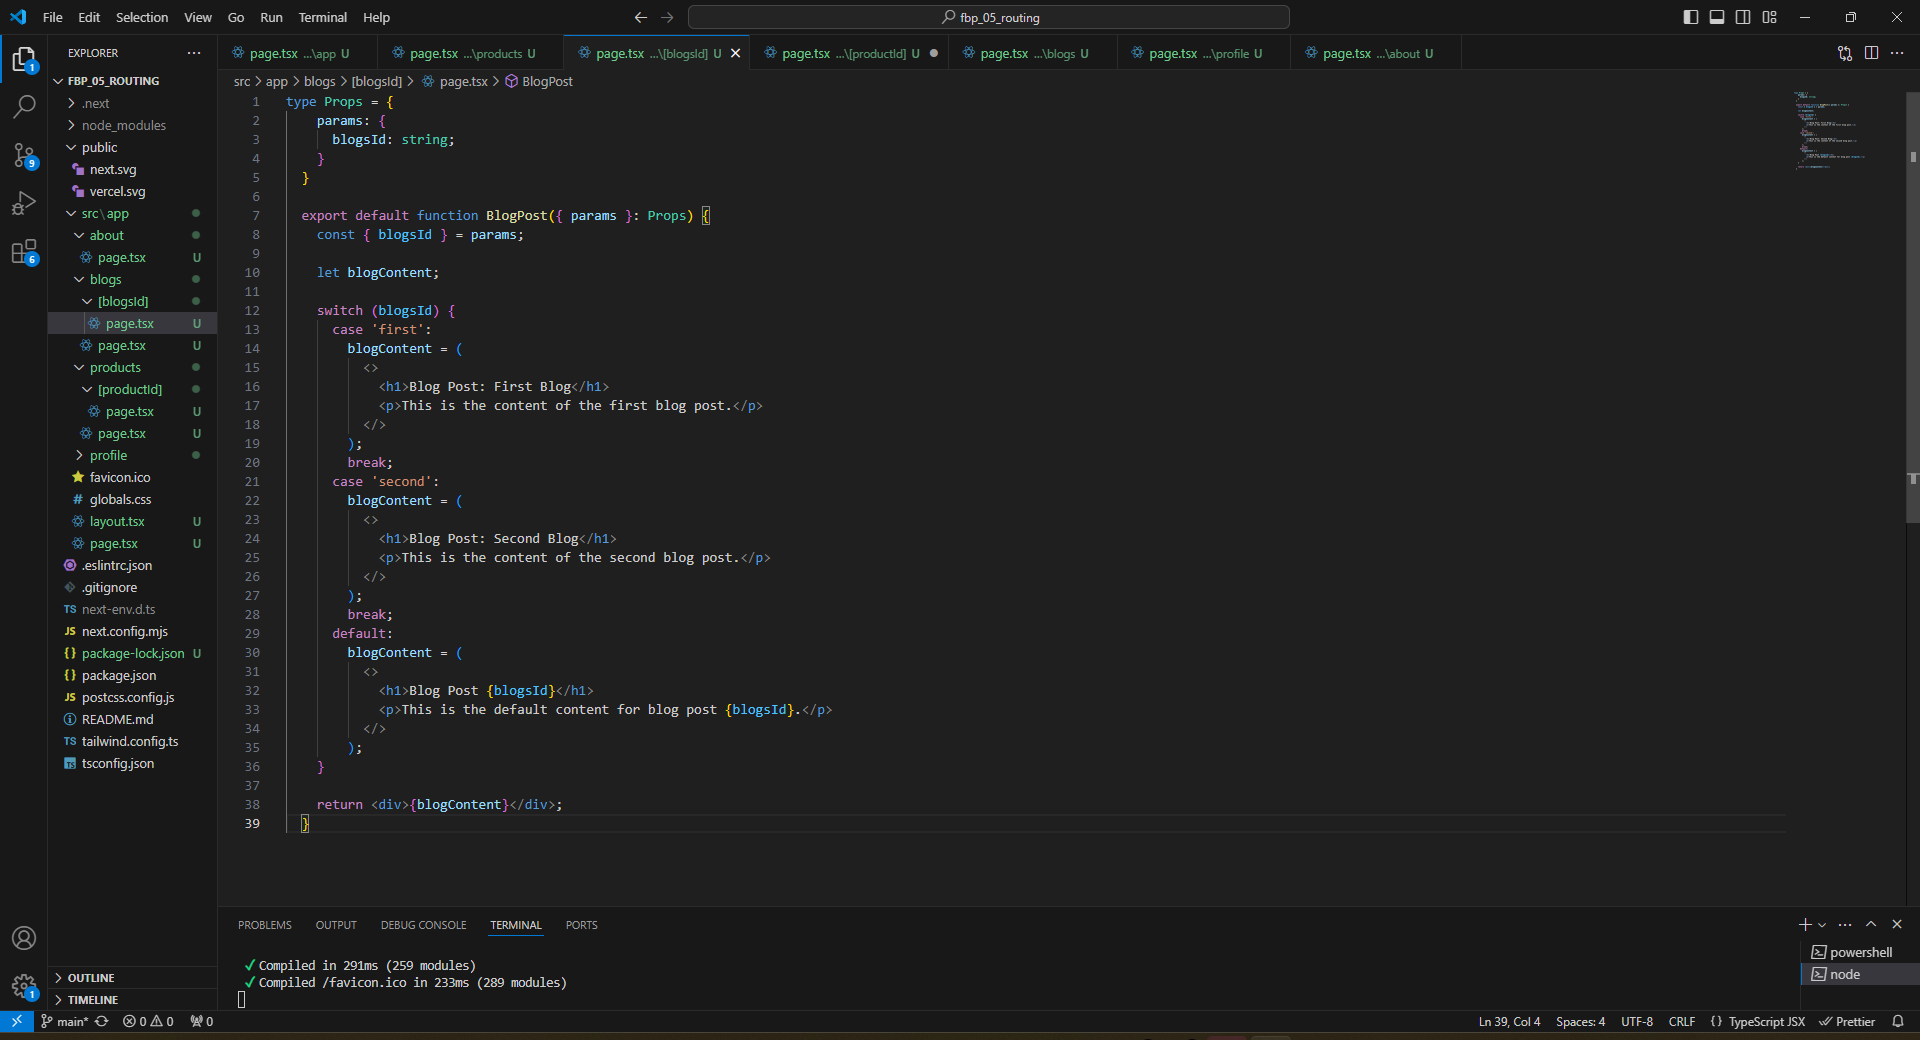 File Edit Selection View Go Run Terminal Help
fbp_05_routing
EXPLORER
FBP_05_ROUTING
.next
node_modules
public
next.svg
vercel.svg
src\app
about
page.tsx U
blogs
[blogsId]
page.tsx U
page.tsx U
products
[productId]
page.tsx U
page.tsx U
profile
favicon.ico
globals.css
layout.tsx U
page.tsx U
.eslintrc.json
.gitignore
TS next-env.d.ts
JS next.config.mjs
{} package-lock.json U
{} package.json
JS postcss.config.js
README.md
TS tailwind.config.ts
tsconfig.json
OUTLINE
TIMELINE
1
9
6
1
page.tsx ...\app U
page.tsx ...\products U
page.tsx ...\[blogsId] U
page.tsx ...\[productId] U
page.tsx ...\blogs U
page.tsx ...\profile U
page.tsx ...\about U
src > app > blogs > [blogsId] > page.tsx > BlogPost
1 type Props = {
2 params: {
3 blogsId: string;
4 }
5 }
6
7 export default function BlogPost({ params }: Props) {
8 const { blogsId } = params;
9
10 let blogContent;
11
12 switch (blogsId) {
13 case 'first':
14 blogContent = (
15 <>
16 <h1>Blog Post: First Blog</h1>
17 <p>This is the content of the first blog post.</p>
18 </>
19 );
20 break;
21 case 'second':
22 blogContent = (
23 <>
24 <h1>Blog Post: Second Blog</h1>
25 <p>This is the content of the second blog post.</p>
26 </>
27 );
28 break;
29 default:
30 blogContent = (
31 <>
32 <h1>Blog Post {blogsId}</h1>
33 <p>This is the default content for blog post {blogsId}.</p>
34 </>
35 );
36 }
37
38 return <div>{blogContent}</div>;
39 }
PROBLEMS OUTPUT DEBUG CONSOLE TERMINAL PORTS
✓ Compiled in 291ms (259 modules)
✓ Compiled /favicon.ico in 233ms (289 modules)
powershell
node
main* 0 0 0
Ln 39, Col 4 Spaces: 4 UTF-8 CRLF {} TypeScript JSX Prettier